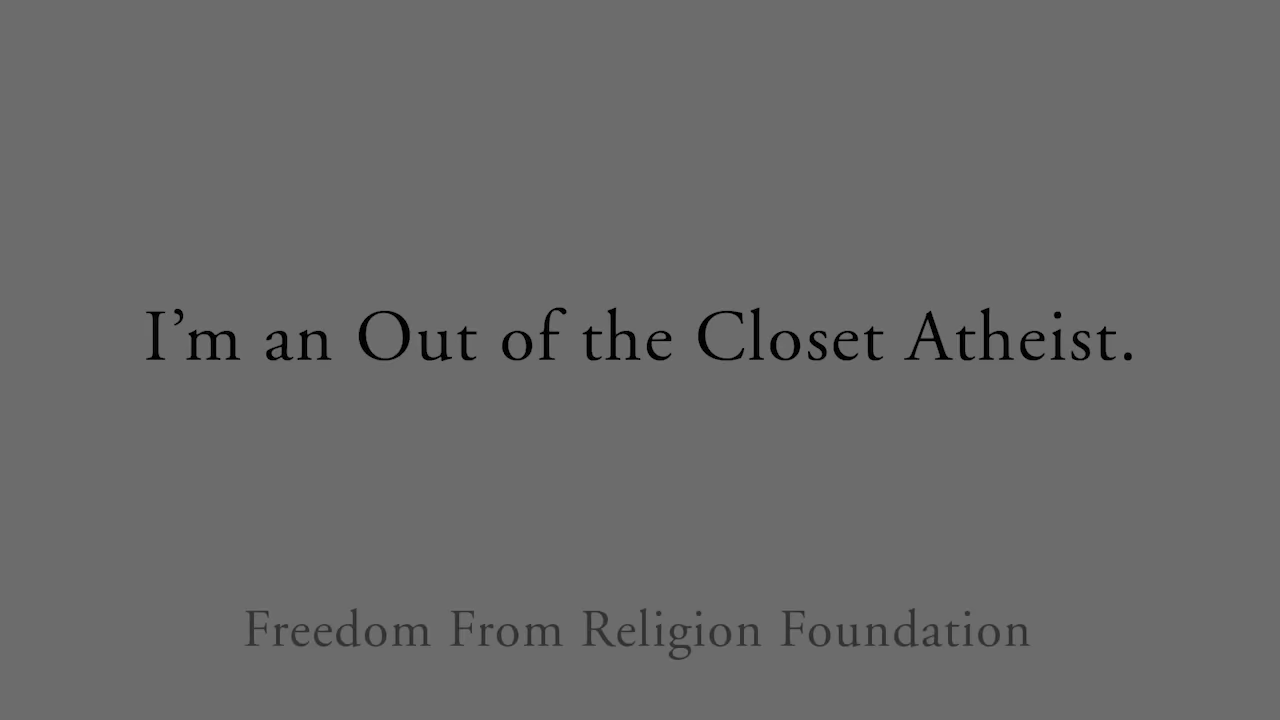 I’m an Out of the Closet Atheist.
Freedom From Religion Foundation